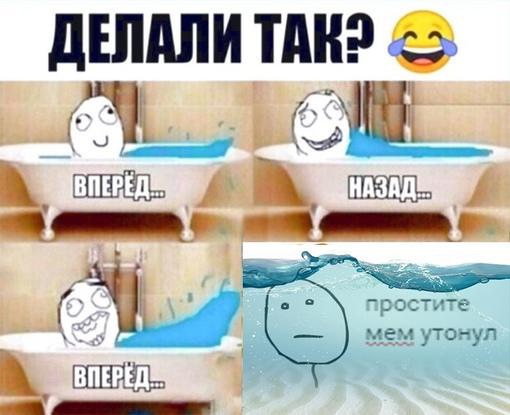 ДЕЛАЛИ ТАК? 😂
ВПЕРЁД...
НАЗАД...
ВПЕРЁД...
простите
мем утонул